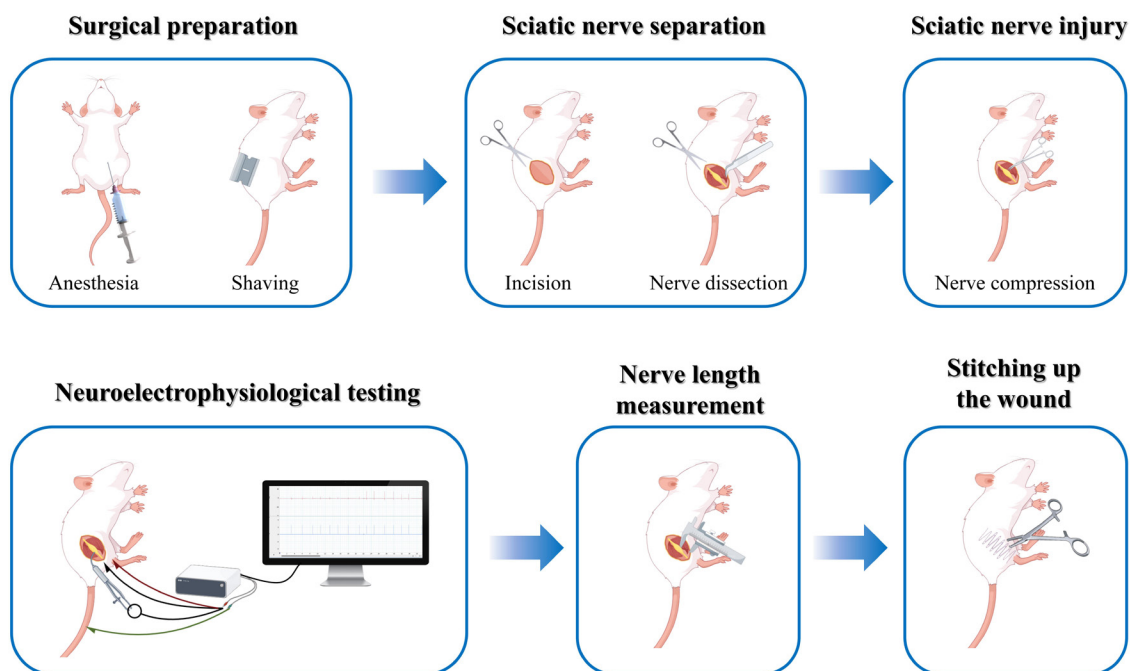 Surgical preparation
Sciatic nerve separation
Sciatic nerve injury
Anesthesia
Shaving
Incision
Nerve dissection
Nerve compression
Neuroelectrophysiological testing
Nerve length
measurement
Stitching up
the wound